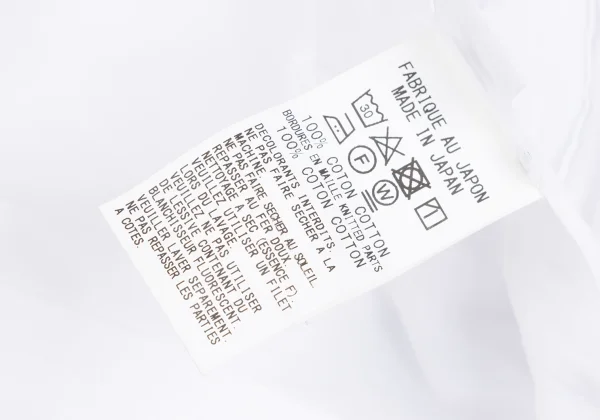 FABRIQUE AU JAPON
MADE IN JAPAN
30
F
W
100% COTON COTTON
BORDURES EN MAILLE KNITTED PARTS
100% COTON COTTON
DECOLORANTS INTERDITS.
NE PAS FAIRE SECHER A LA
MACHINE.
NE PAS FAIRE SECHER AU SOLEIL.
REPASSER AU FER DOUX.
NETTOYAGE A SEC (ESSENCE F).
VEUILLEZ UTILISER UN FILET
LORS DU LAVAGE.
VEUILLEZ NE PAS UTILISER
DE LESSIVE CONTENANT DU
BLANCHISSEUR FLUORESCENT.
VEUILLER LAVER SEPAREMENT.
NE PAS REPASSER LES PARTIES
A COTES.